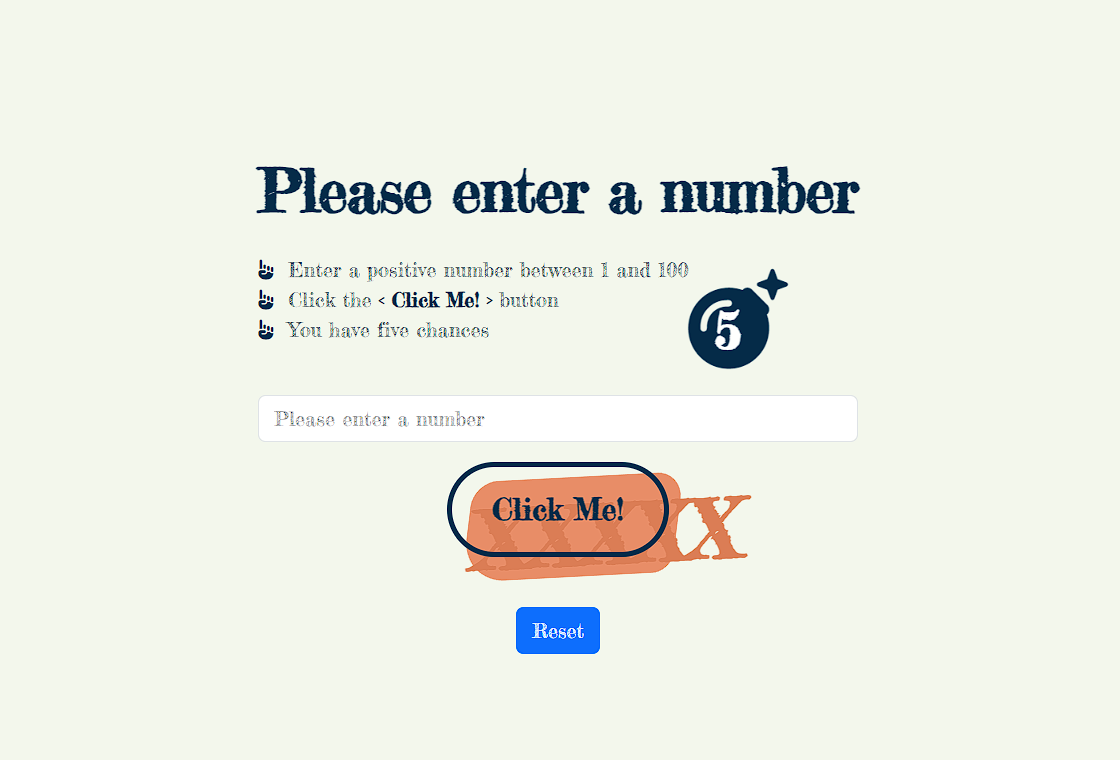 Please enter a number
Enter a positive number between 1 and 100
Click the < Click Me! > button
You have five chances
5
Please enter a number
Click Me!
XXXXX
Reset